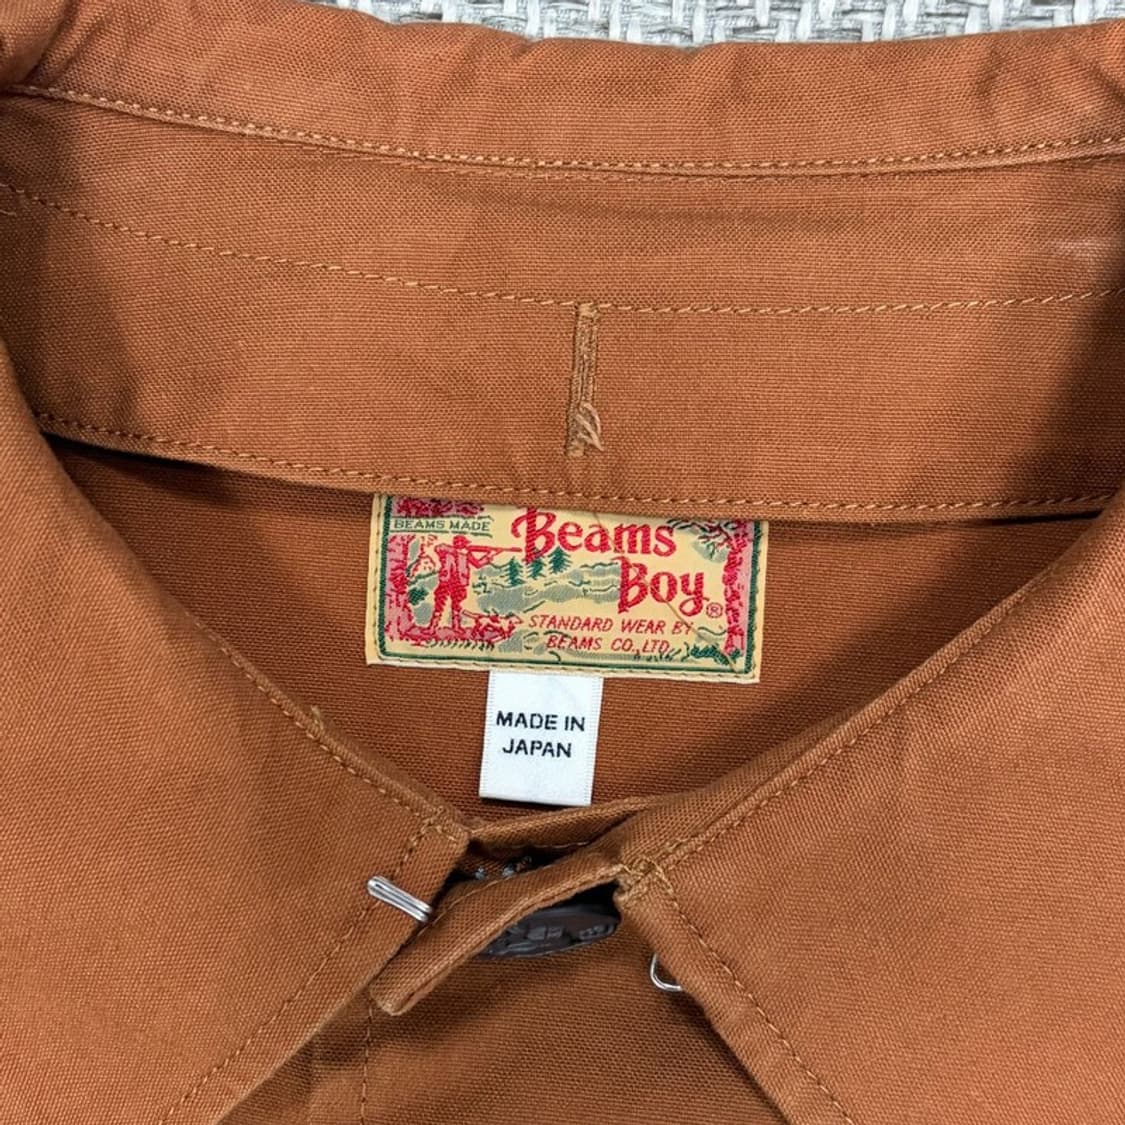 BEAMS MADE
Beams
Boy®
STANDARD WEAR BY
BEAMS CO., LTD.
MADE IN
JAPAN